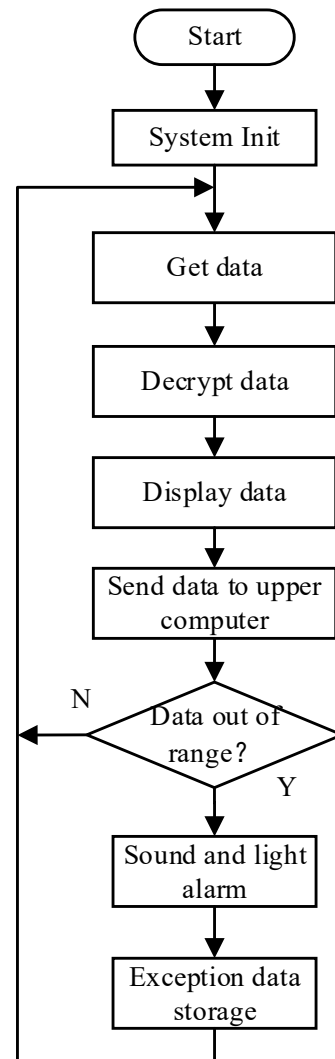 Start
System Init
Get data
Decrypt data
Display data
Send data to upper
computer
N
Data out of
range?
Y
Sound and light
alarm
Exception data
storage